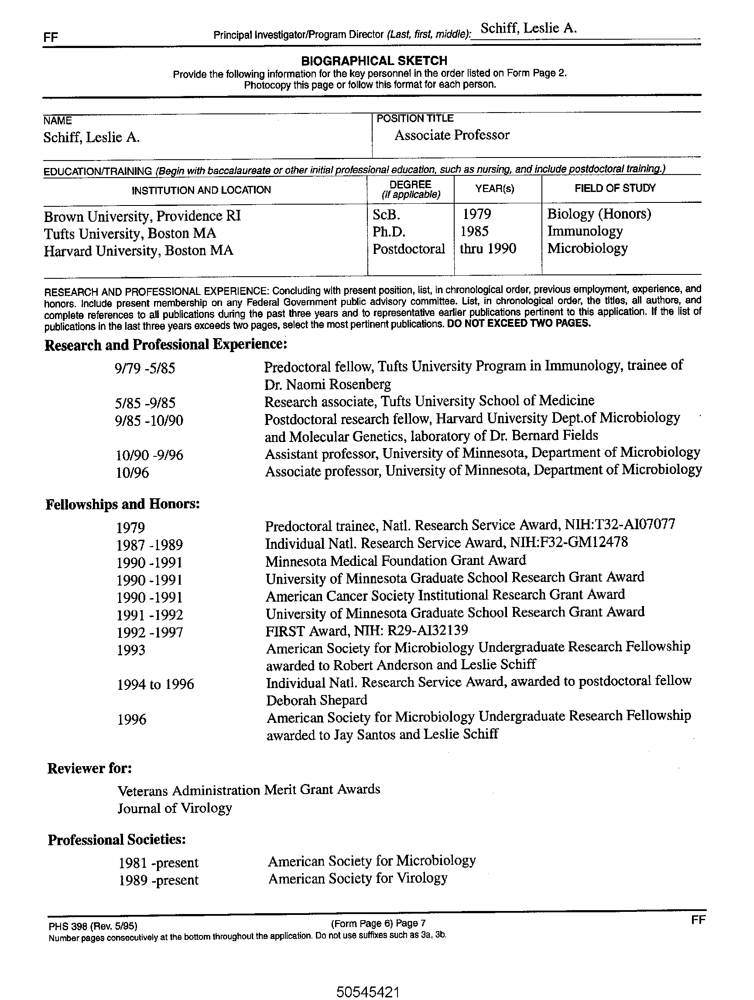 FF
Principal Investigator/Program Director (Last, first, middle): Schiff, Leslie A.
BIOGRAPHICAL SKETCH
Provide the following information for the key personnel in the order listed on Form Page 2.
Photocopy this page or follow this format for each person.
NAME
POSITION TITLE
Schiff, Leslie A.
Associate Professor
EDUCATION/TRAINING (Begin with baccalaureate or other initial professional education, such as nursing, and include postdoctoral training.)
INSTITUTION AND LOCATION DEGREE (if applicable) YEAR(s) FIELD OF STUDY
Brown University, Providence RI ScB. 1979 Biology (Honors)
Tufts University, Boston MA Ph.D. 1985 Immunology
Harvard University, Boston MA Postdoctoral thru 1990 Microbiology
RESEARCH AND PROFESSIONAL EXPERIENCE: Concluding with present position, list, in chronological order, previous employment, experience, and
honors. Include present membership on any Federal Government public advisory committee. List, in chronological order, the titles, all authors, and
complete references to all publications during the past three years and to representative earlier publications pertinent to this application. If the list of
publications in the last three years exceeds two pages, select the most pertinent publications. DO NOT EXCEED TWO PAGES.
Research and Professional Experience:
9/79 -5/85 Predoctoral fellow, Tufts University Program in Immunology, trainee of
Dr. Naomi Rosenberg
5/85 -9/85 Research associate, Tufts University School of Medicine
9/85 -10/90 Postdoctoral research fellow, Harvard University Dept.of Microbiology
and Molecular Genetics, laboratory of Dr. Bernard Fields
10/90 -9/96 Assistant professor, University of Minnesota, Department of Microbiology
10/96 Associate professor, University of Minnesota, Department of Microbiology
Fellowships and Honors:
1979 Predoctoral trainee, Natl. Research Service Award, NIH:T32-AI07077
1987 -1989 Individual Natl. Research Service Award, NIH:F32-GM12478
1990 -1991 Minnesota Medical Foundation Grant Award
1990 -1991 University of Minnesota Graduate School Research Grant Award
1990 -1991 American Cancer Society Institutional Research Grant Award
1991 -1992 University of Minnesota Graduate School Research Grant Award
1992 -1997 FIRST Award, NIH: R29-AI32139
1993 American Society for Microbiology Undergraduate Research Fellowship
awarded to Robert Anderson and Leslie Schiff
1994 to 1996 Individual Natl. Research Service Award, awarded to postdoctoral fellow
Deborah Shepard
1996 American Society for Microbiology Undergraduate Research Fellowship
awarded to Jay Santos and Leslie Schiff
Reviewer for:
Veterans Administration Merit Grant Awards
Journal of Virology
Professional Societies:
1981 -present American Society for Microbiology
1989 -present American Society for Virology
PHS 398 (Rev. 5/95) (Form Page 6) Page 7 FF
Number pages consecutively at the bottom throughout the application. Do not use suffixes such as 3a, 3b.
50545421